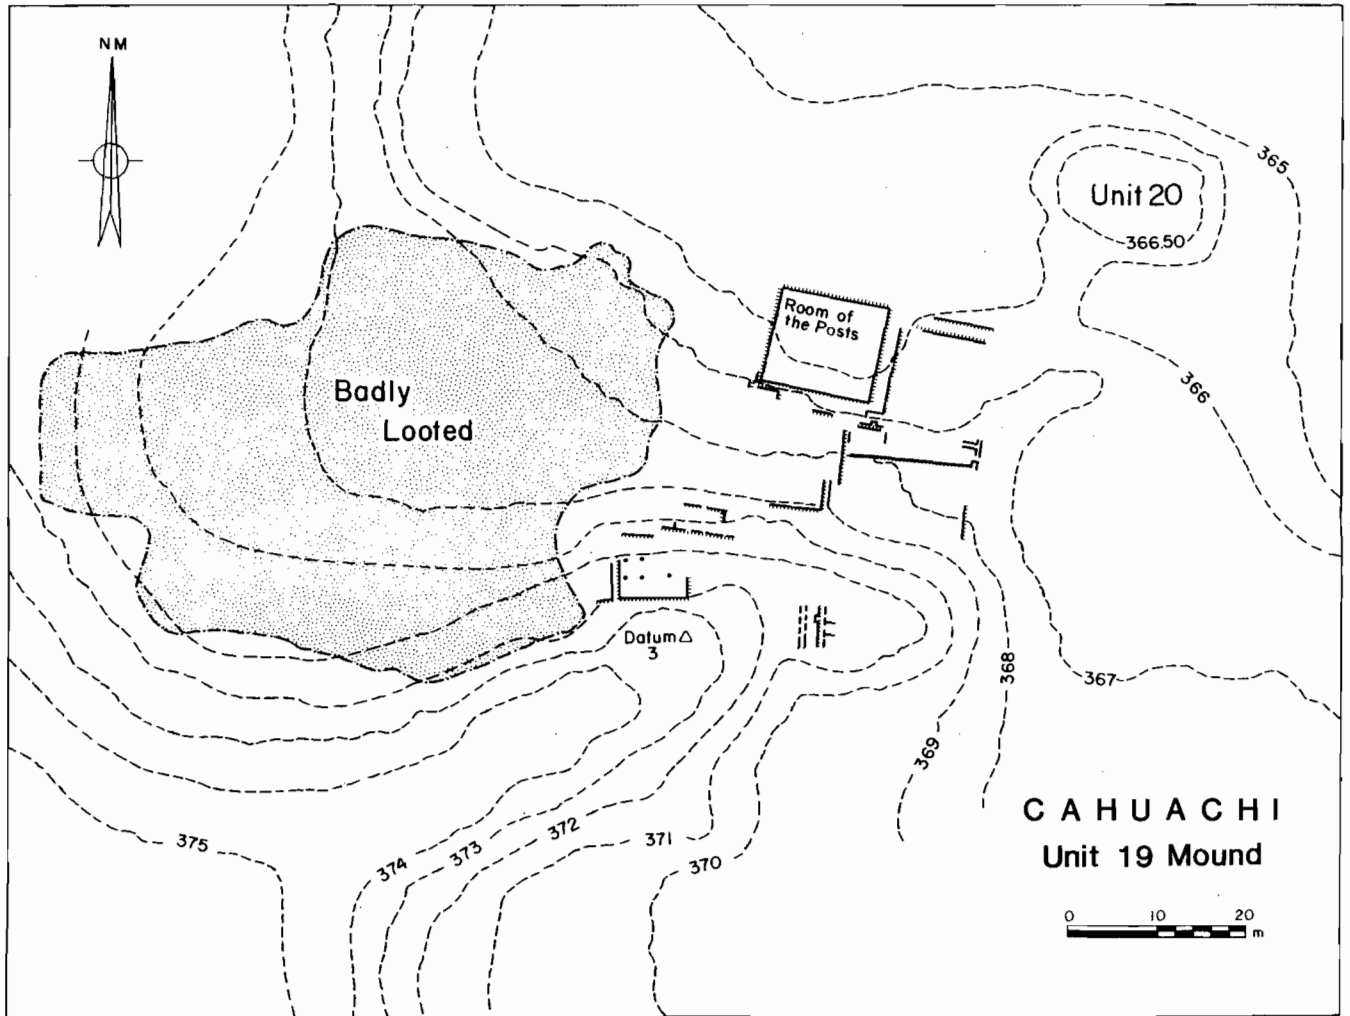 NM
365
Unit 20
366.50
Room of
the Posts
366
Badly
Looted
Datum △
3
368
367
369
CAHUACHI
Unit 19 Mound
375
374
373
372
371
370
0 10 20
m